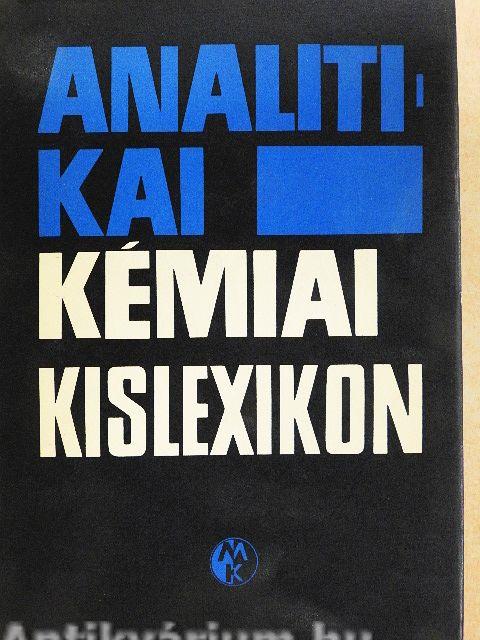 ANALITI-
KAI
KÉMIAI
KISLEXIKON
MK
Antikvárium.hu